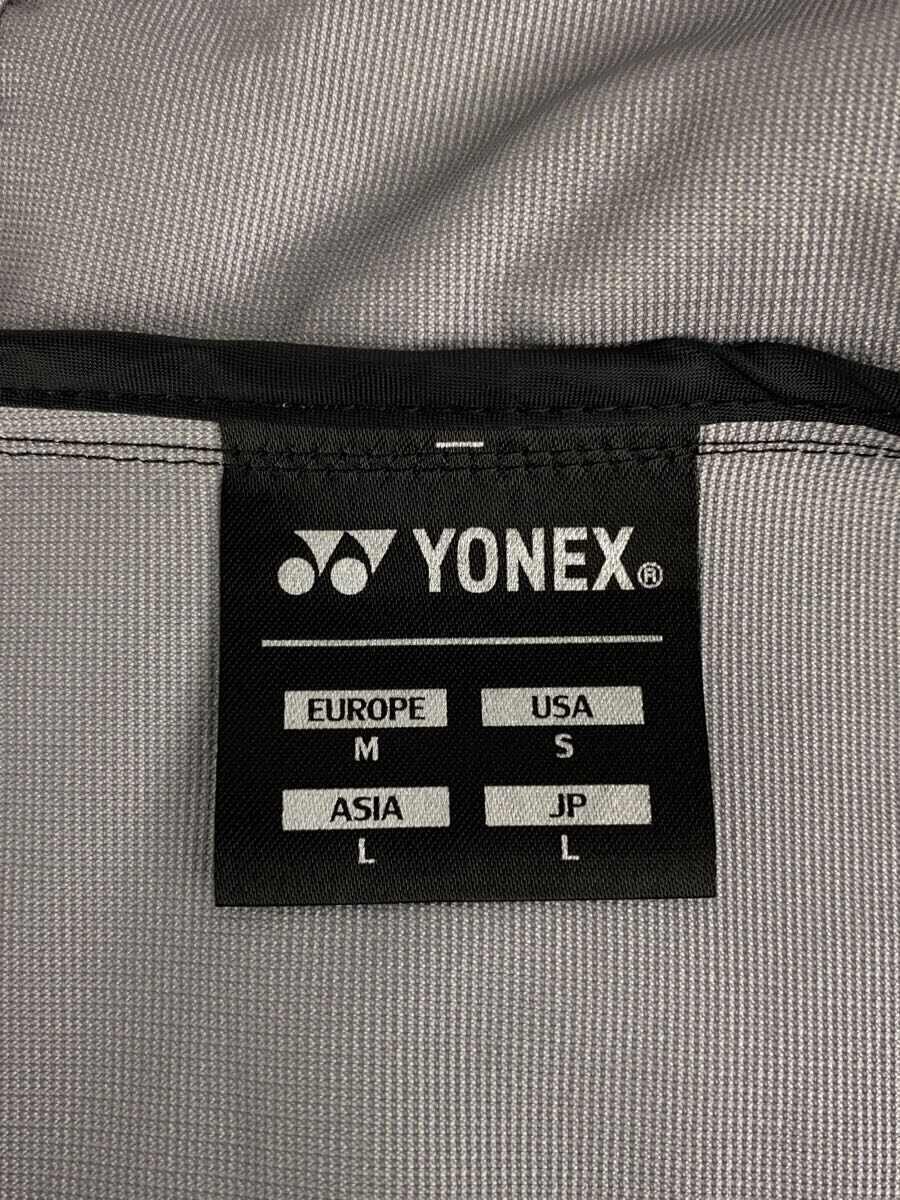 YONEX®
EUROPE USA
M S
ASIA JP
L L